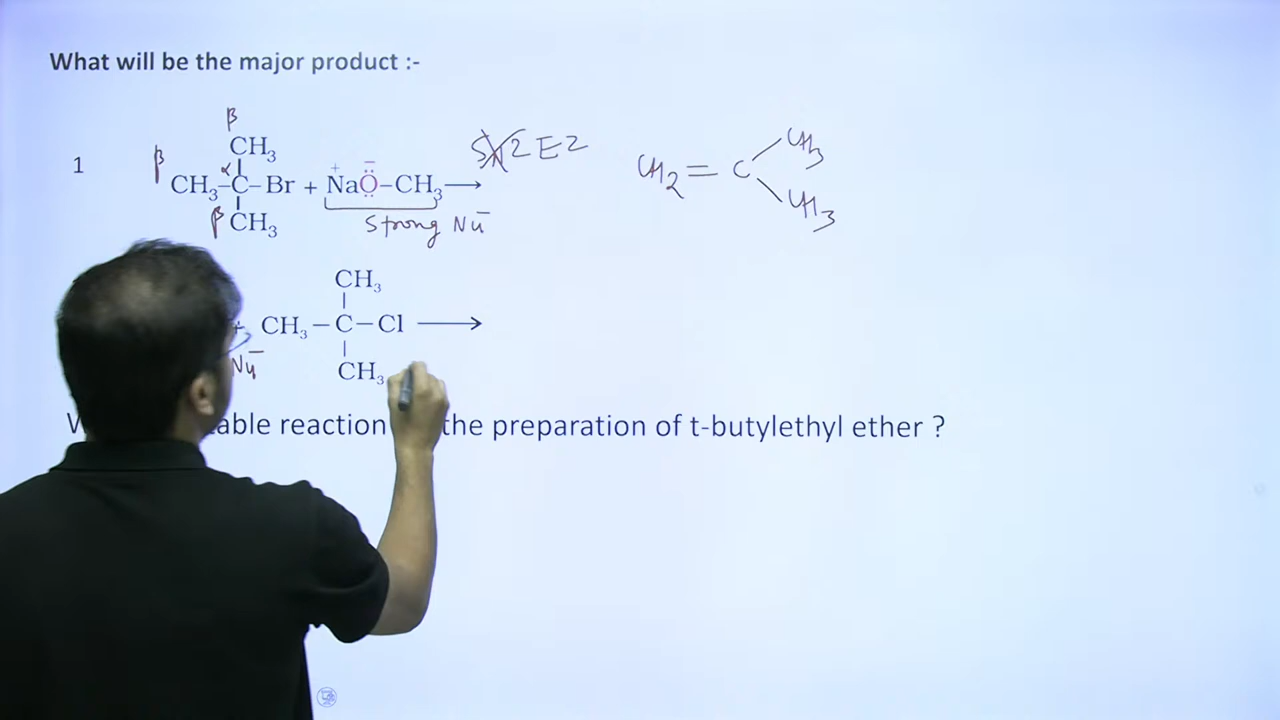 What will be the major product :-
β
CH₃
β α | SN2 E2 CH₃
1 CH₃–C–Br + N⁺aÖ⁻–CH₃ ⟶ CH₂ = C
| CH₃
β CH₃ Strong Nu⁻
CH₃
|
+ CH₃ – C – Cl ⟶
Nu⁻ |
CH₃
able reaction the preparation of t-butylethyl ether ?